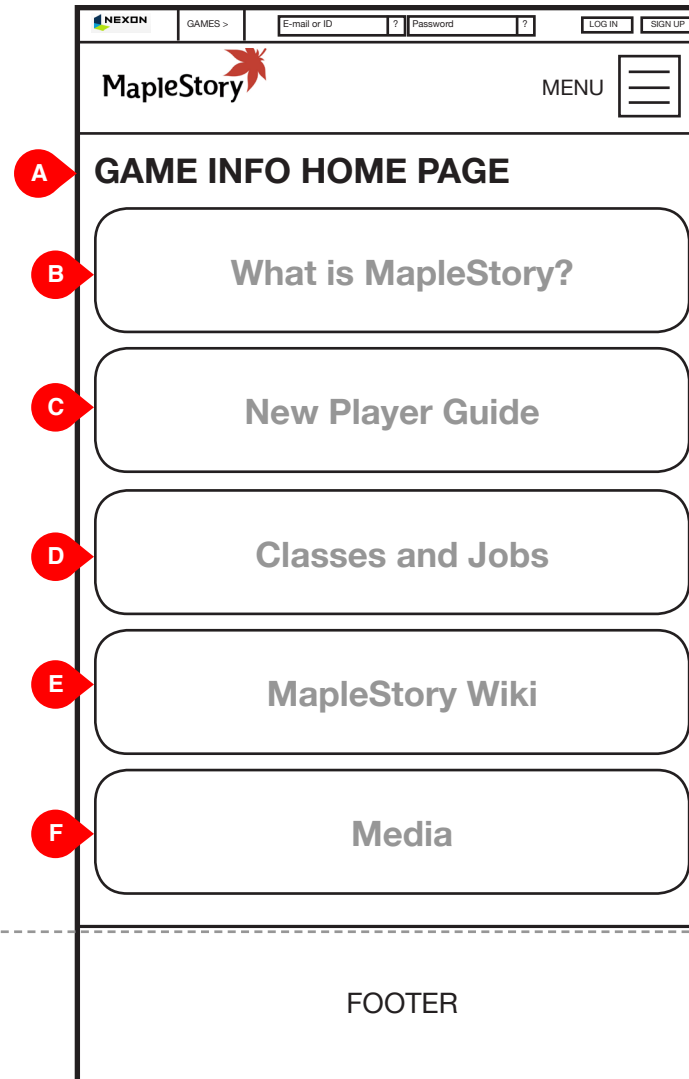 NEXON GAMES > E-mail or ID ? Password ? LOG IN SIGN UP
MapleStory MENU
A GAME INFO HOME PAGE
B What is MapleStory?
C New Player Guide
D Classes and Jobs
E MapleStory Wiki
F Media
FOOTER